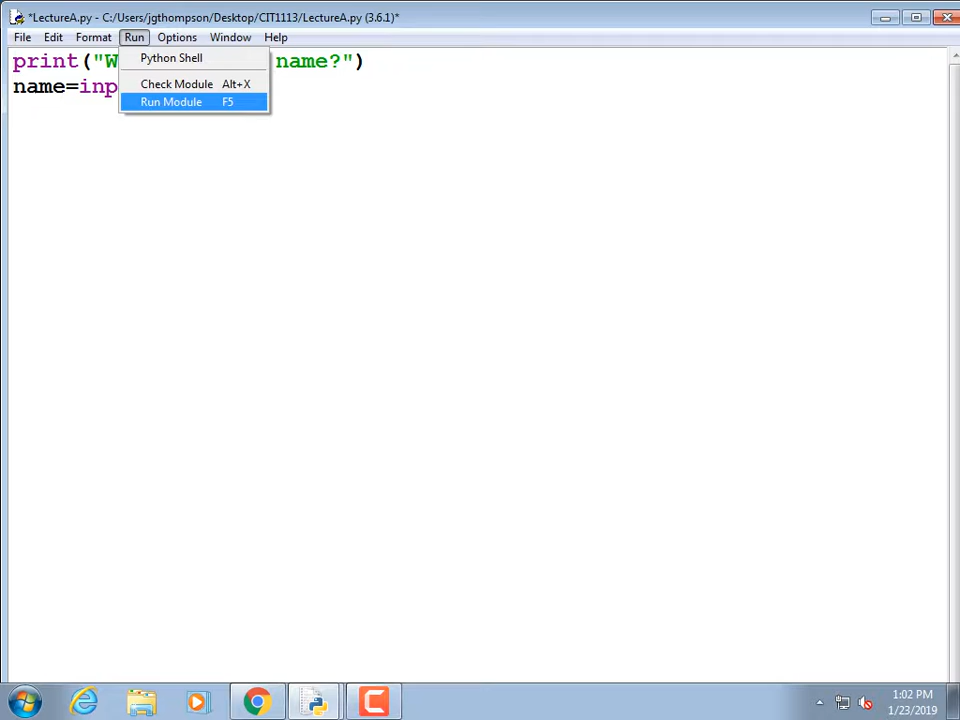 *LectureA.py - C:/Users/jgthompson/Desktop/CIT1113/LectureA.py (3.6.1)*
File Edit Format Run Options Window Help
print("W name?")
name=inp
Python Shell
Check Module Alt+X
Run Module F5
1:02 PM
1/23/2019